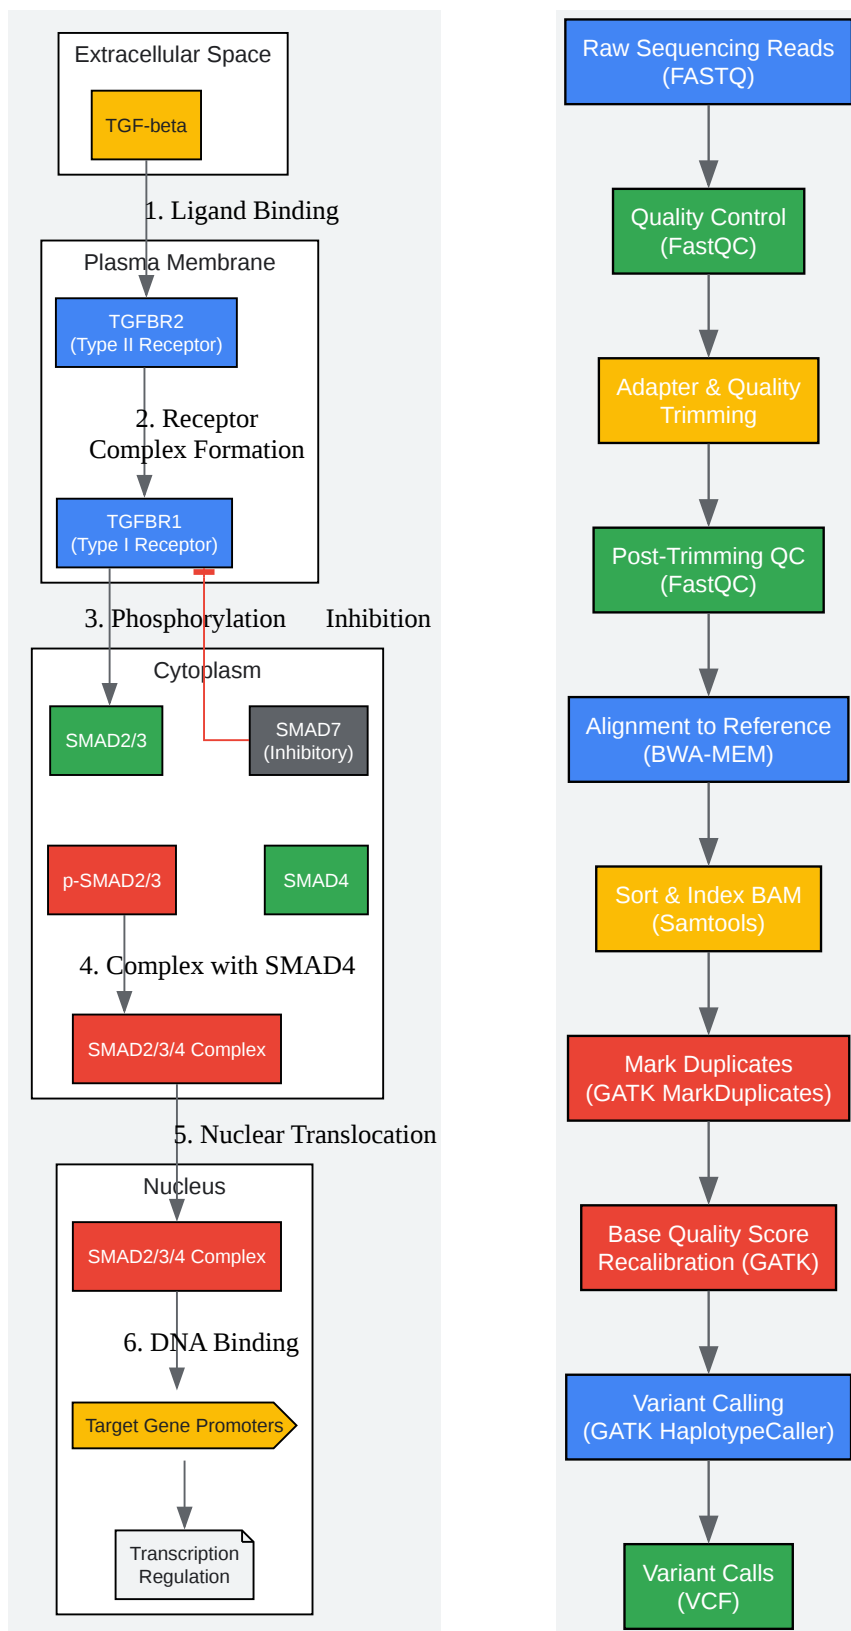 Extracellular Space
TGF-beta
1. Ligand Binding
Plasma Membrane
TGFBR2
(Type II Receptor)
2. Receptor
Complex Formation
TGFBR1
(Type I Receptor)
3. Phosphorylation
Inhibition
Cytoplasm
SMAD2/3
SMAD7
(Inhibitory)
p-SMAD2/3
SMAD4
4. Complex with SMAD4
SMAD2/3/4 Complex
5. Nuclear Translocation
Nucleus
SMAD2/3/4 Complex
6. DNA Binding
Target Gene Promoters
Transcription
Regulation
Raw Sequencing Reads
(FASTQ)
Quality Control
(FastQC)
Adapter & Quality
Trimming
Post-Trimming QC
(FastQC)
Alignment to Reference
(BWA-MEM)
Sort & Index BAM
(Samtools)
Mark Duplicates
(GATK MarkDuplicates)
Base Quality Score
Recalibration (GATK)
Variant Calling
(GATK HaplotypeCaller)
Variant Calls
(VCF)